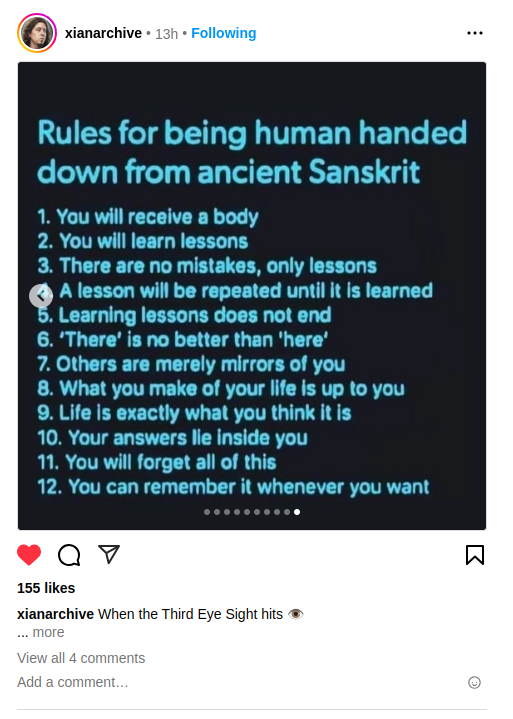 xianarchive • 13h • Following
Rules for being human handed
down from ancient Sanskrit
1. You will receive a body
2. You will learn lessons
3. There are no mistakes, only lessons
4. A lesson will be repeated until it is learned
5. Learning lessons does not end
6. 'There' is no better than 'here'
7. Others are merely mirrors of you
8. What you make of your life is up to you
9. Life is exactly what you think it is
10. Your answers lie inside you
11. You will forget all of this
12. You can remember it whenever you want
155 likes
xianarchive When the Third Eye Sight hits 👁️
... more
View all 4 comments
Add a comment…